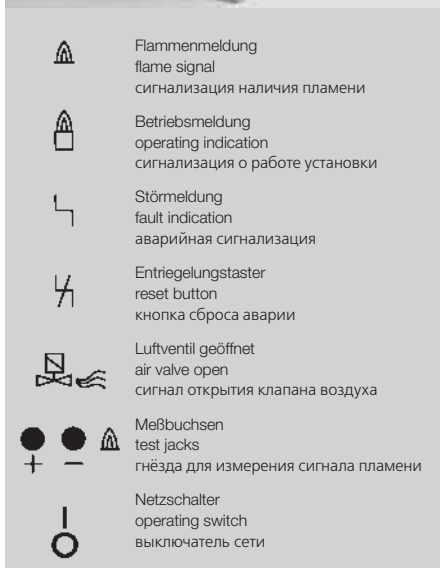 Flammenmeldung
flame signal
сигнализация наличия пламени
Betriebsmeldung
operating indication
сигнализация о работе установки
Störmeldung
fault indication
аварийная сигнализация
Entriegelungstaster
reset button
кнопка сброса аварии
Luftventil geöffnet
air valve open
сигнал открытия клапана воздуха
Meßbuchsen
test jacks
гнёзда для измерения сигнала пламени
+ −
Netzschalter
operating switch
выключатель сети